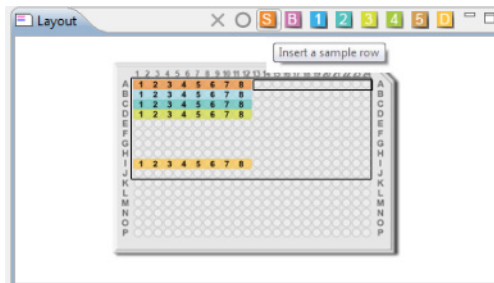 Layout
S B 1 2 3 4 5 D
Insert a sample row
1 2 3 4 5 6 7 8 9 10 11 12 13 14
A 1 2 3 4 5 6 7 8 A
B 1 2 3 4 5 6 7 8 B
C 1 2 3 4 5 6 7 8 C
D 1 2 3 4 5 6 7 8 D
E E
F F
G G
H H
I 1 2 3 4 5 6 7 8 I
J J
K K
L L
M M
N N
O O
P P